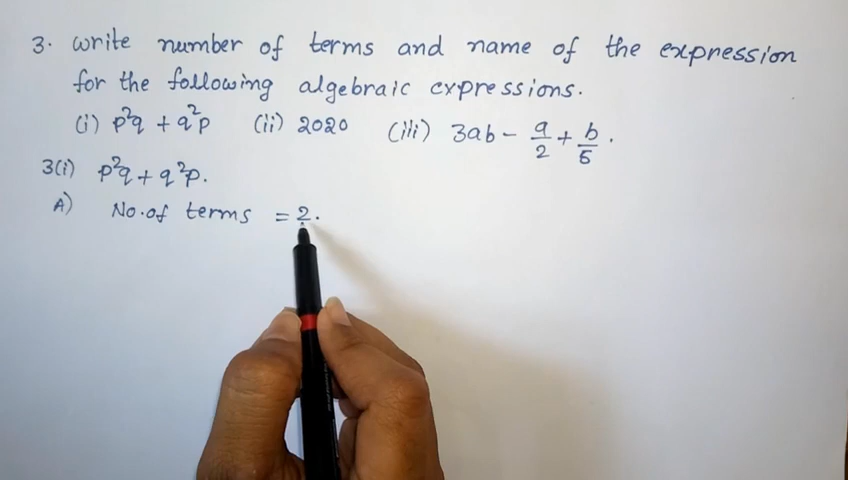 3. Write number of terms and name of the expression
for the following algebraic expressions.
(i) p²q + q²p (ii) 2020 (iii) 3ab - a/2 + b/5.
3(i) p²q + q²p.
A) No. of terms = 2.